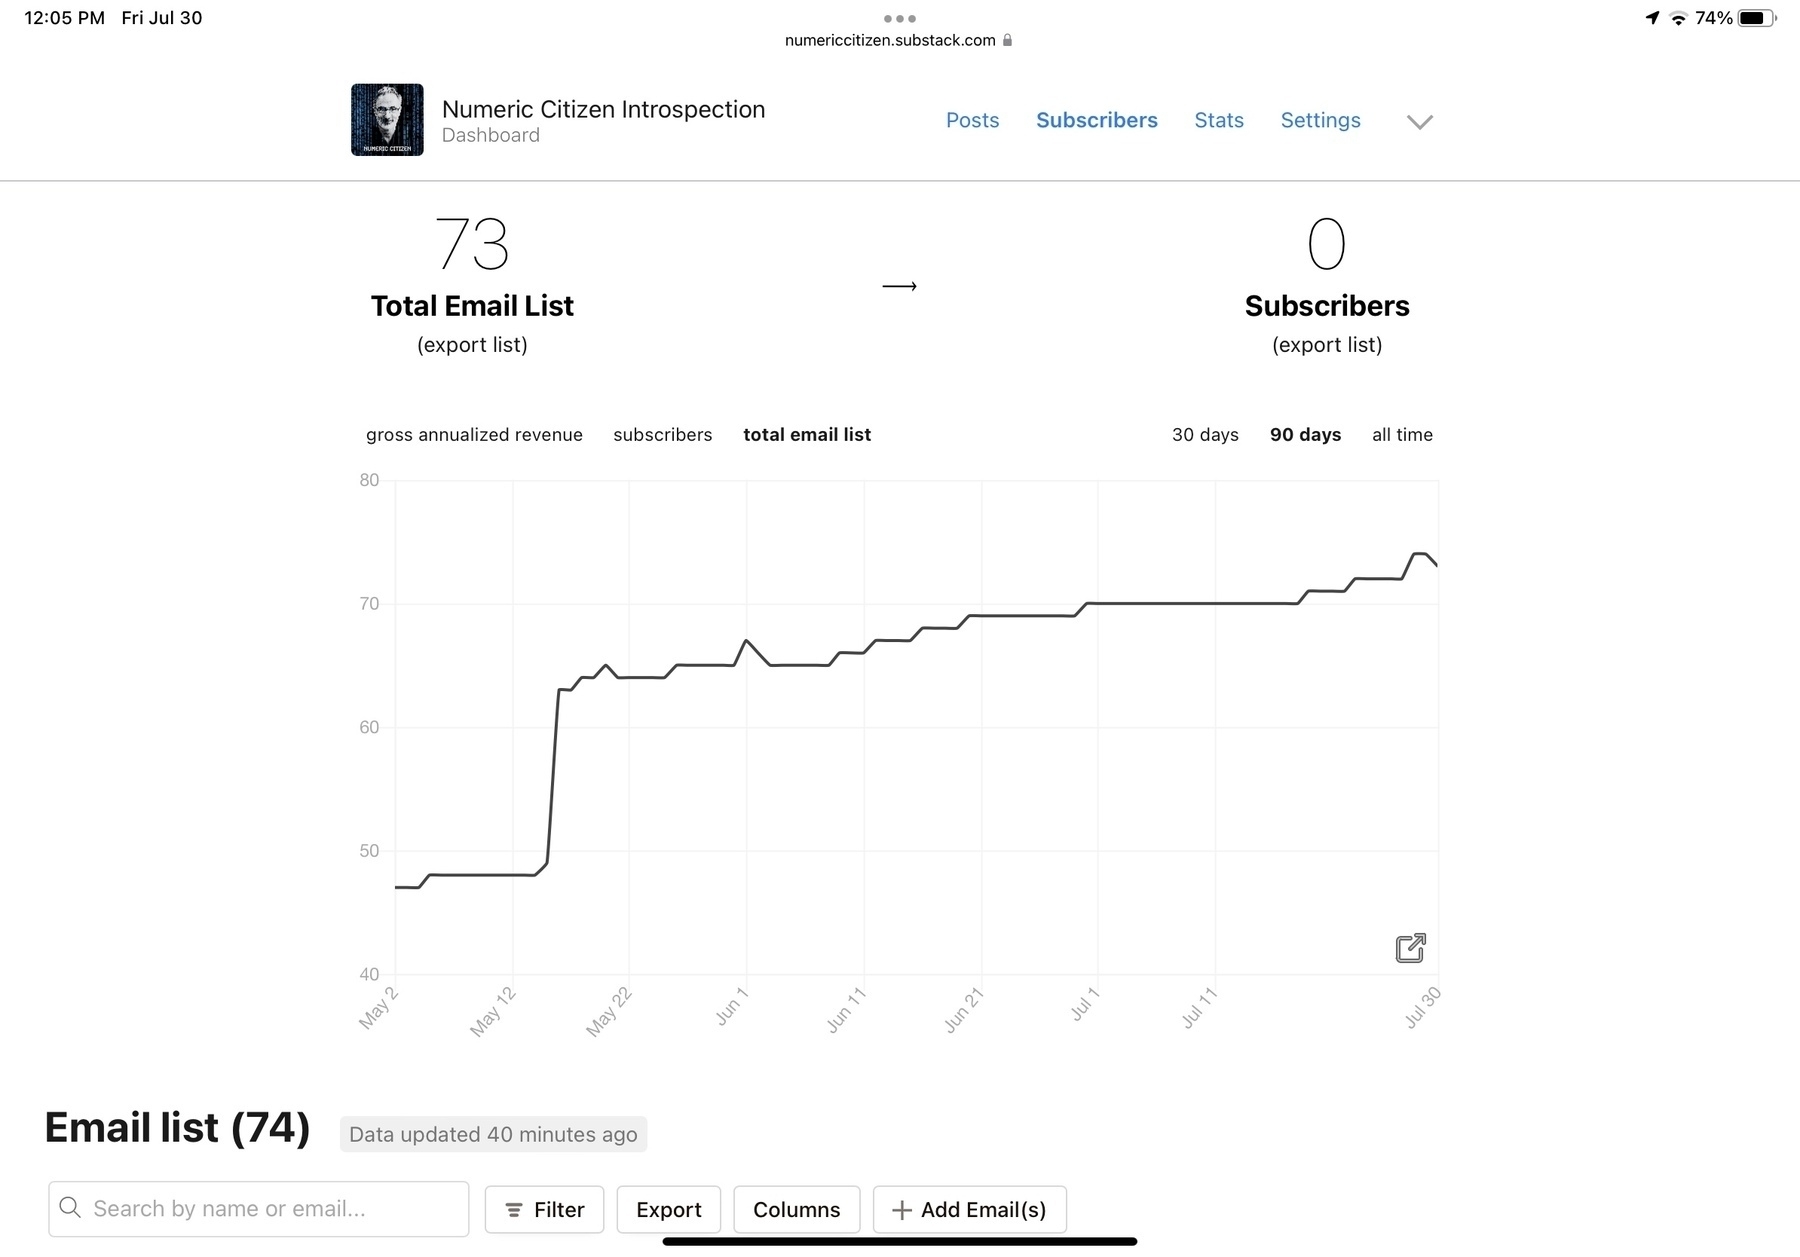 12:05 PM Fri Jul 30
74%
numericcitizen.substack.com
NUMERIC CITIZEN
Numeric Citizen Introspection
Dashboard
Posts Subscribers Stats Settings
73
Total Email List
(export list)
0
Subscribers
(export list)
gross annualized revenue subscribers total email list
30 days 90 days all time
80
70
60
50
40
May 2 May 12 May 22 Jun 1 Jun 11 Jun 21 Jul 1 Jul 11 Jul 30
Email list (74) Data updated 40 minutes ago
Search by name or email... Filter Export Columns Add Email(s)